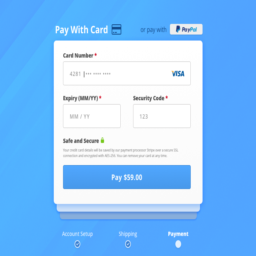 Pay With Card
or pay with PayPal
Card Number *
4281 |••• •••• ••••
VISA
Expiry (MM/YY) *
Security Code *
MM / YY
123
Safe and Secure
Pay $59.00
Account Setup
Shipping
Payment